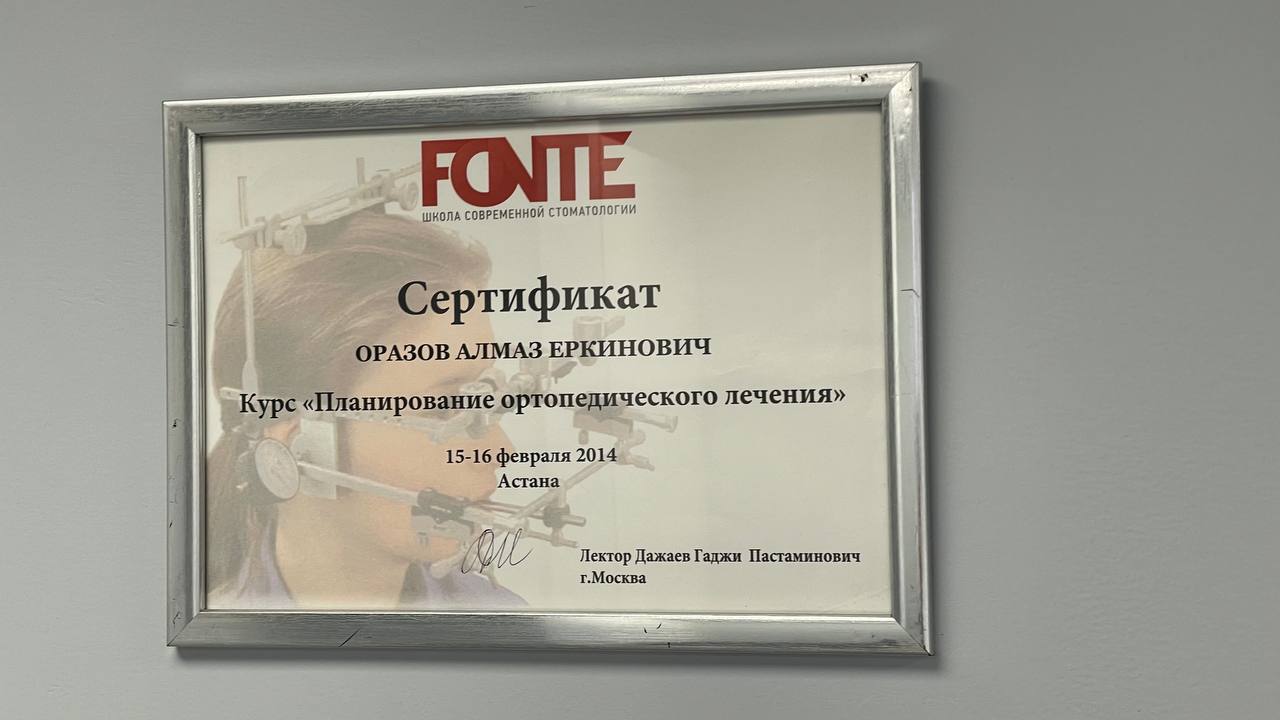 FONTE
ШКОЛА СОВРЕМЕННОЙ СТОМАТОЛОГИИ
Сертификат
ОРАЗОВ АЛМАЗ ЕРКИНОВИЧ
Курс «Планирование ортопедического лечения»
15-16 февраля 2014
Астана
Лектор Дажаев Гаджи Пастаминович
г.Москва